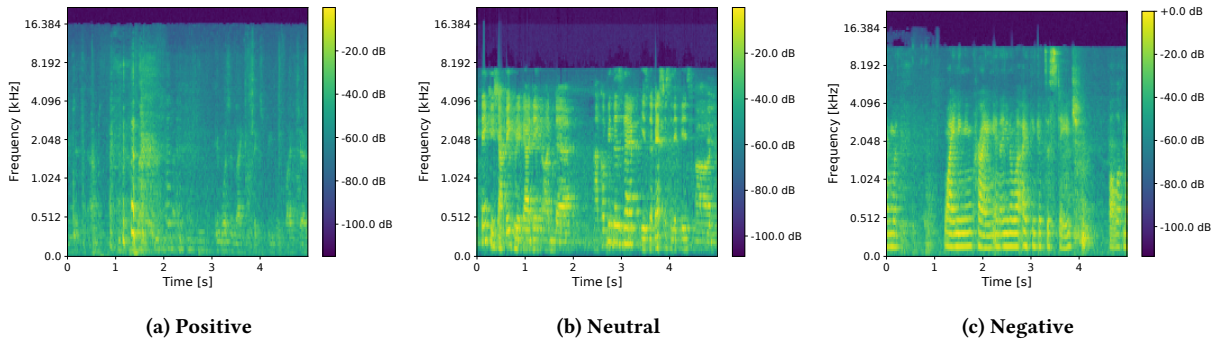 16.384
8.192
4.096
2.048
1.024
0.512
0.0
Frequency [kHz]
0 1 2 3 4
Time [s]
-20.0 dB
-40.0 dB
-60.0 dB
-80.0 dB
-100.0 dB
(a) Positive
16.384
8.192
4.096
2.048
1.024
0.512
0.0
Frequency [kHz]
0 1 2 3 4
Time [s]
-20.0 dB
-40.0 dB
-60.0 dB
-80.0 dB
-100.0 dB
(b) Neutral
16.384
8.192
4.096
2.048
1.024
0.512
0.0
Frequency [kHz]
0 1 2 3 4
Time [s]
+0.0 dB
-20.0 dB
-40.0 dB
-60.0 dB
-80.0 dB
-100.0 dB
(c) Negative